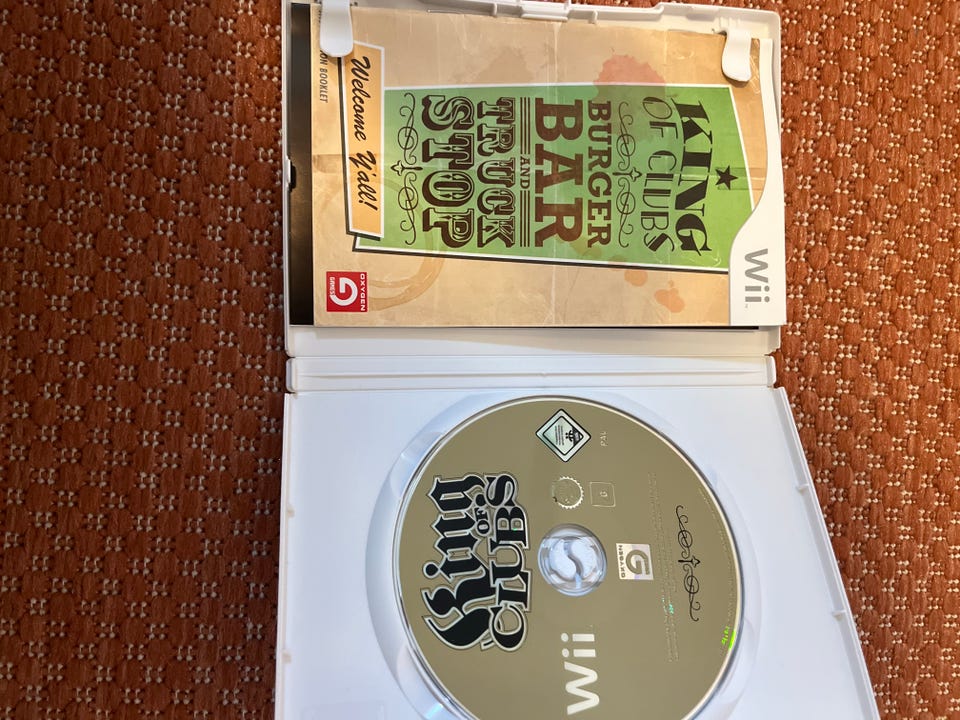 KING
OF CLUBS
BURGER
BAR
AND
TRUCK
STOP
Welcome Y'all!
ON BOOKLET
Wii
OXYGEN
GAMES
King
OF
CLUBS
PAL
OXYGEN
Wii